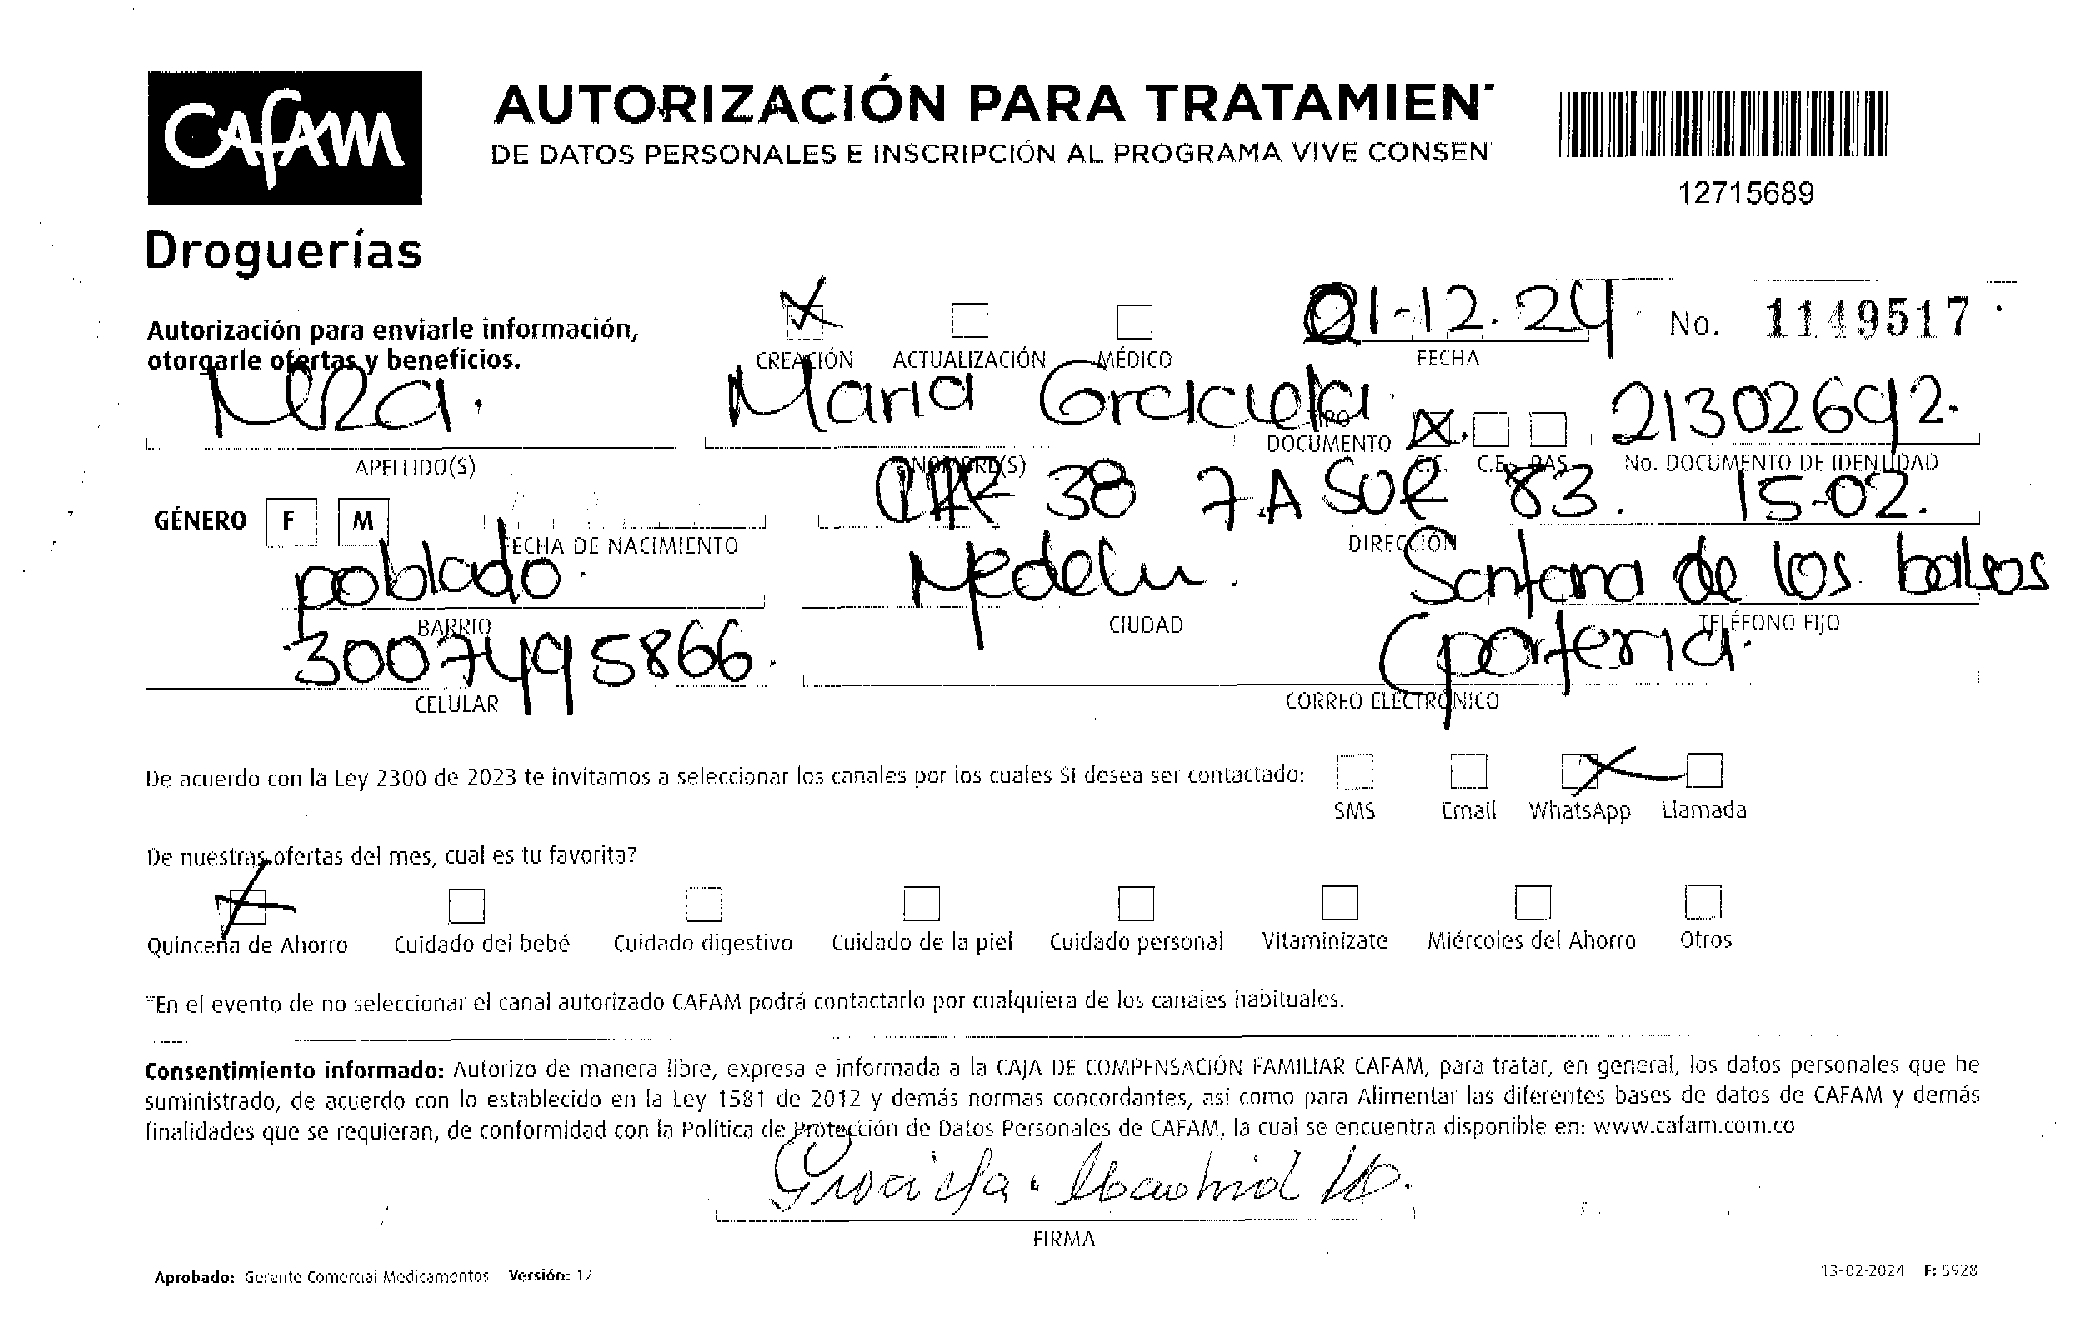 CAFAM
AUTORIZACIÓN PARA TRATAMIEN
DE DATOS PERSONALES E INSCRIPCIÓN AL PROGRAMA VIVE CONSEN
12715689
Droguerías
Autorización para enviarle información,
otorgarle ofertas y beneficios.
CREACIÓN ACTUALIZACIÓN MÉDICO
01-12.24
FECHA
No. 1149517
Maria Graciela
TIPO
DOCUMENTO
C.C. C.E. PAS
21302692.
APELLIDO(S)
NOMBRE(S)
No. DOCUMENTO DE IDENTIDAD
GÉNERO F M
38 7A SUR 83. 15-02.
FECHA DE NACIMIENTO
DIRECCIÓN
poblado.
Santana de los balsos
BARRIO
CIUDAD
TELÉFONO FIJO
3007495866.
(porteria.
CELULAR
CORREO ELECTRÓNICO
De acuerdo con la Ley 2300 de 2023 te invitamos a seleccionar los canales por los cuales SI desea ser contactado:
SMS Email WhatsApp Llamada
De nuestras ofertas del mes, cual es tu favorita?
Quincena de Ahorro Cuidado del bebé Cuidado digestivo Cuidado de la piel Cuidado personal Vitaminízate Miércoles del Ahorro Otros
*En el evento de no seleccionar el canal autorizado CAFAM podrá contactarlo por cualquiera de los canales habituales.
Consentimiento informado: Autorizo de manera libre, expresa e informada a la CAJA DE COMPENSACIÓN FAMILIAR CAFAM, para tratar, en general, los datos personales que he
suministrado, de acuerdo con lo establecido en la Ley 1581 de 2012 y demás normas concordantes, asi como para Alimentar las diferentes bases de datos de CAFAM y demás
finalidades que se requieran, de conformidad con la Política de Protección de Datos Personales de CAFAM, la cual se encuentra disponible en: www.cafam.com.co
FIRMA
Aprobado: Gerente Comercial Medicamentos Versión: 12
13-02-2024 F: 5928